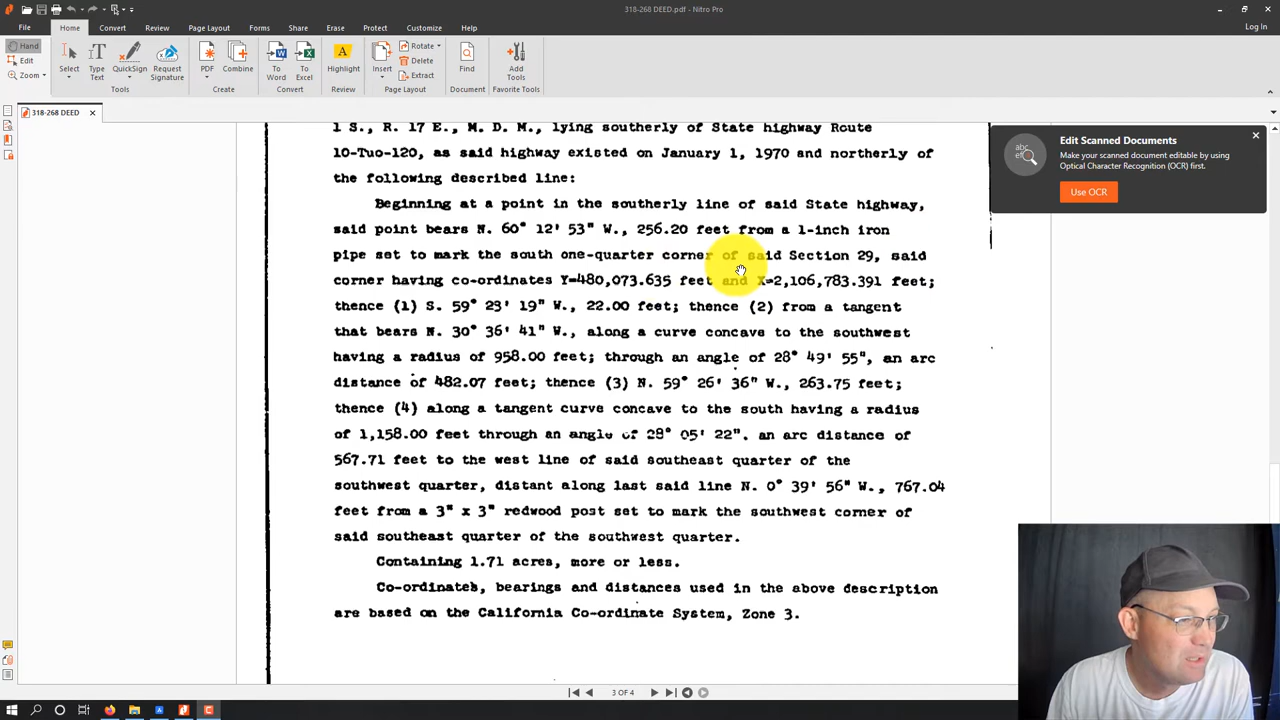 318-268 DEED.pdf - Nitro Pro
File Home Convert Review Page Layout Forms Share Erase Protect Customize Help
Log In
Hand
Edit
Zoom
Select
Type Text
QuickSign
Request Signature
Tools
PDF
Combine
Create
To Word
To Excel
Convert
Highlight
Review
Insert
Rotate
Delete
Extract
Page Layout
Find
Document
Add Tools
Favorite Tools
318-268 DEED
Edit Scanned Documents
Make your scanned document editable by using
Optical Character Recognition (OCR) first.
Use OCR
1 S., R. 17 E., M. D. M., lying southerly of State highway Route
10-Tuo-120, as said highway existed on January 1, 1970 and northerly of
the following described line:
Beginning at a point in the southerly line of said State highway,
said point bears N. 60° 12' 53" W., 256.20 feet from a 1-inch iron
pipe set to mark the south one-quarter corner of said Section 29, said
corner having co-ordinates Y=480,073.635 feet and X=2,106,783.391 feet;
thence (1) S. 59° 23' 19" W., 22.00 feet; thence (2) from a tangent
that bears N. 30° 36' 41" W., along a curve concave to the southwest
having a radius of 958.00 feet; through an angle of 28° 49' 55", an arc
distance of 482.07 feet; thence (3) N. 59° 26' 36" W., 263.75 feet;
thence (4) along a tangent curve concave to the south having a radius
of 1,158.00 feet through an angle of 28° 05' 22". an arc distance of
567.71 feet to the west line of said southeast quarter of the
southwest quarter, distant along last said line N. 0° 39' 56" W., 767.04
feet from a 3" x 3" redwood post set to mark the southwest corner of
said southeast quarter of the southwest quarter.
Containing 1.71 acres, more or less.
Co-ordinates, bearings and distances used in the above description
are based on the California Co-ordinate System, Zone 3.
3 OF 4